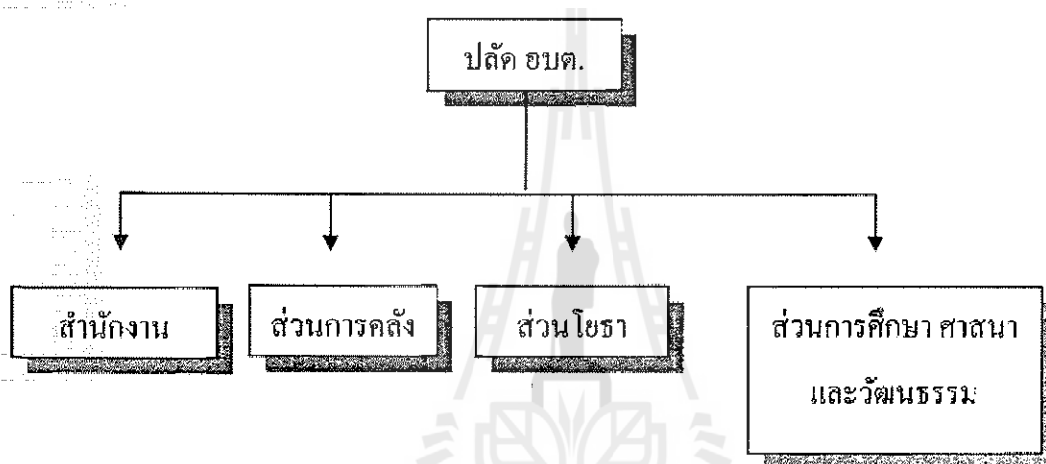 ปลัด อบต.
สำนักงาน
ส่วนการคลัง
ส่วนโยธา
ส่วนการศึกษา ศาสนา
และวัฒนธรรม